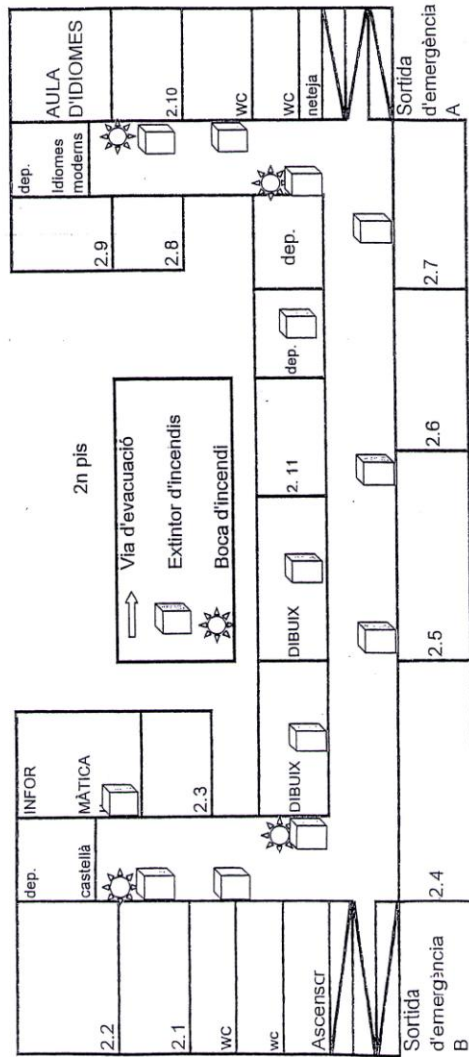 dep.
castellà
INFOR
MÀTICA
2.2
2.1
wc
wc
2.3
DIBUIX
DIBUIX
2.11
dep.
dep.
2n pis
Via d'evacuació
Extintor d'incendis
Boca d'incendi
2.9
2.8
dep.
Idiomes
moderns
AULA
D'IDIOMES
2.10
wc
wc
neteja
Sortida
d'emergència
B
2.4
2.5
2.6
2.7
Sortida
d'emergència
A